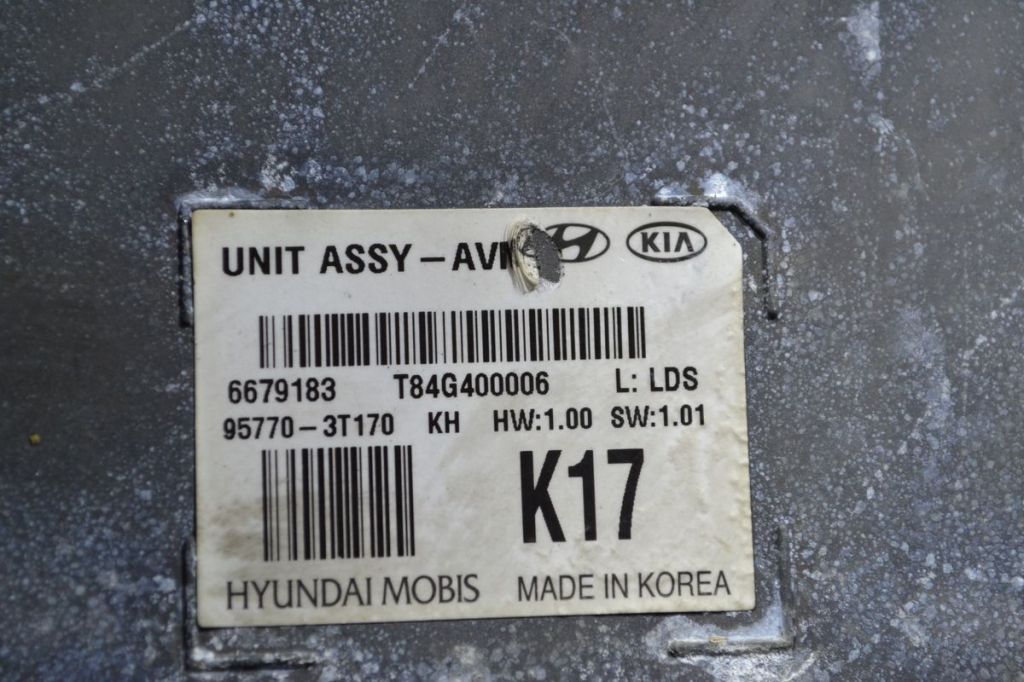 UNIT ASSY-AVM KIA
6679183 T84G400006 L: LDS
95770-3T170 KH HW:1.00 SW:1.01
K17
HYUNDAI MOBIS MADE IN KOREA